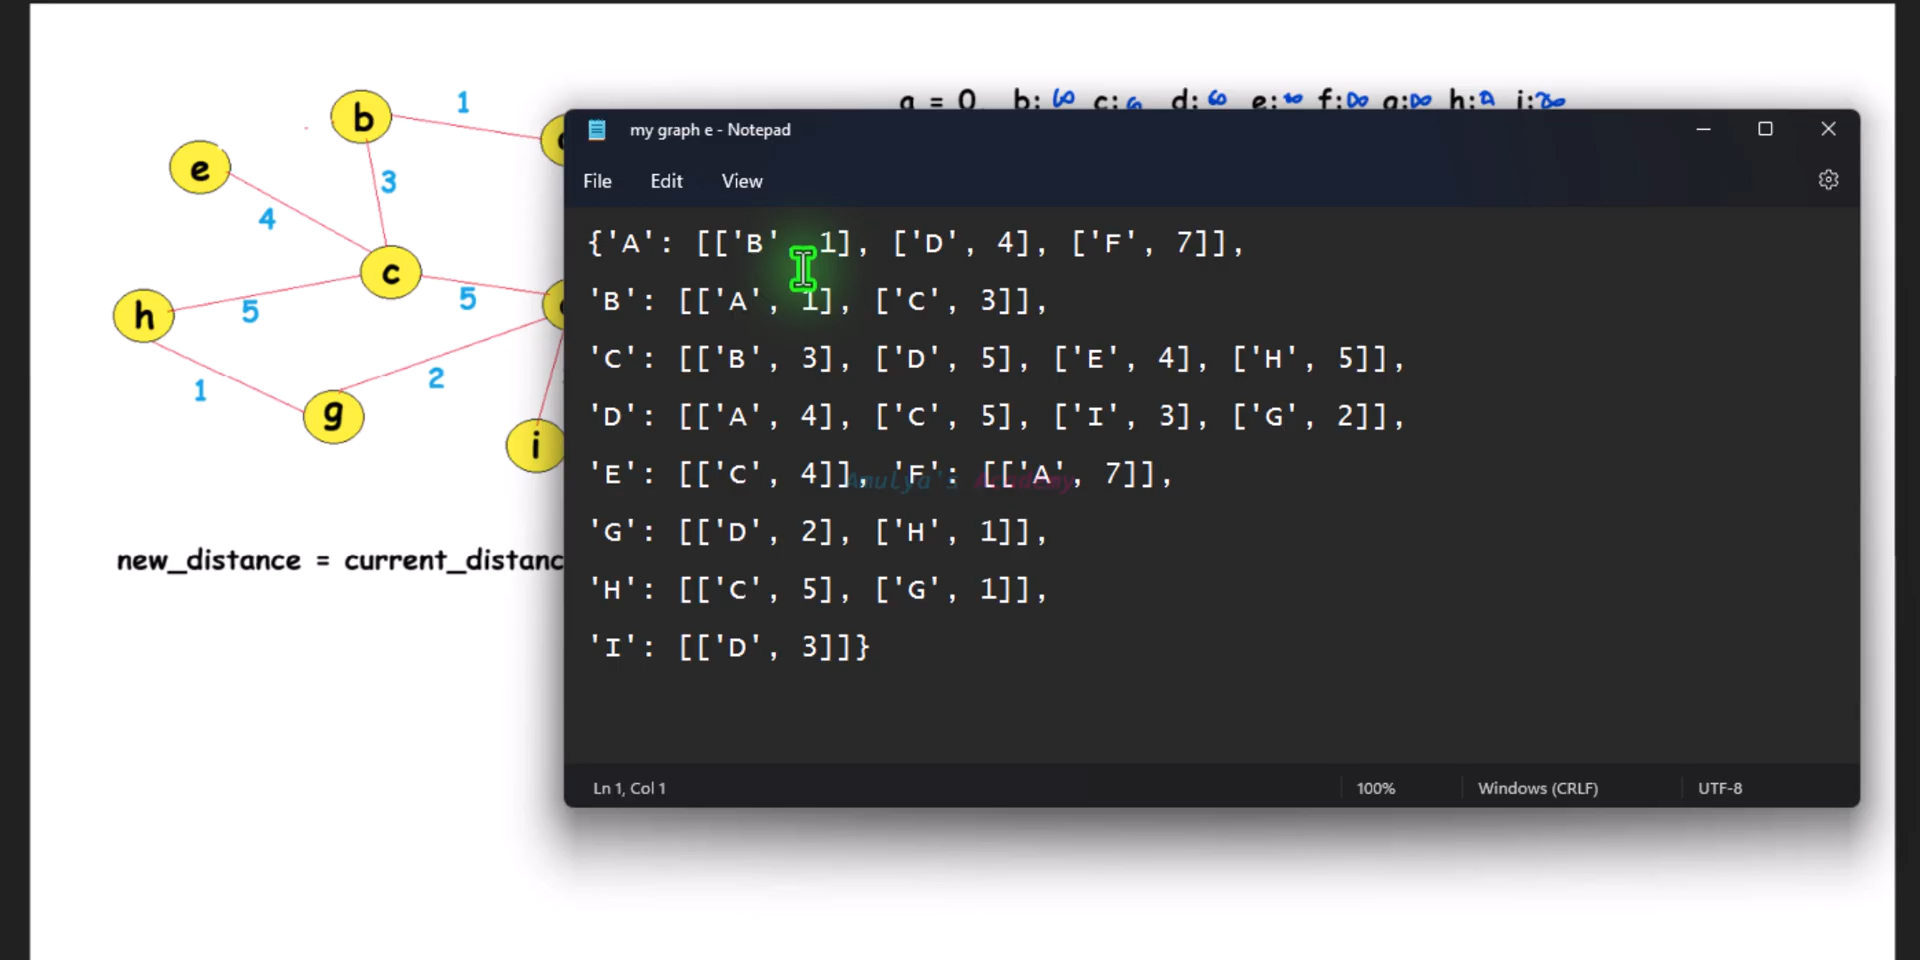 a = 0 b: ∞ c: d: ∞ e: ∞ f: ∞ g: ∞ h: i: ∞
b
1
e
3
4
c
5
5
h
1
2
g
i
new_distance = current_distanc
my graph e - Notepad
File Edit View
{'A': [['B', 1], ['D', 4], ['F', 7]],
'B': [['A', 1], ['C', 3]],
'C': [['B', 3], ['D', 5], ['E', 4], ['H', 5]],
'D': [['A', 4], ['C', 5], ['I', 3], ['G', 2]],
'E': [['C', 4]], 'F': [['A', 7]],
Amulya's Academy
'G': [['D', 2], ['H', 1]],
'H': [['C', 5], ['G', 1]],
'I': [['D', 3]]}
Ln 1, Col 1 100% Windows (CRLF) UTF-8